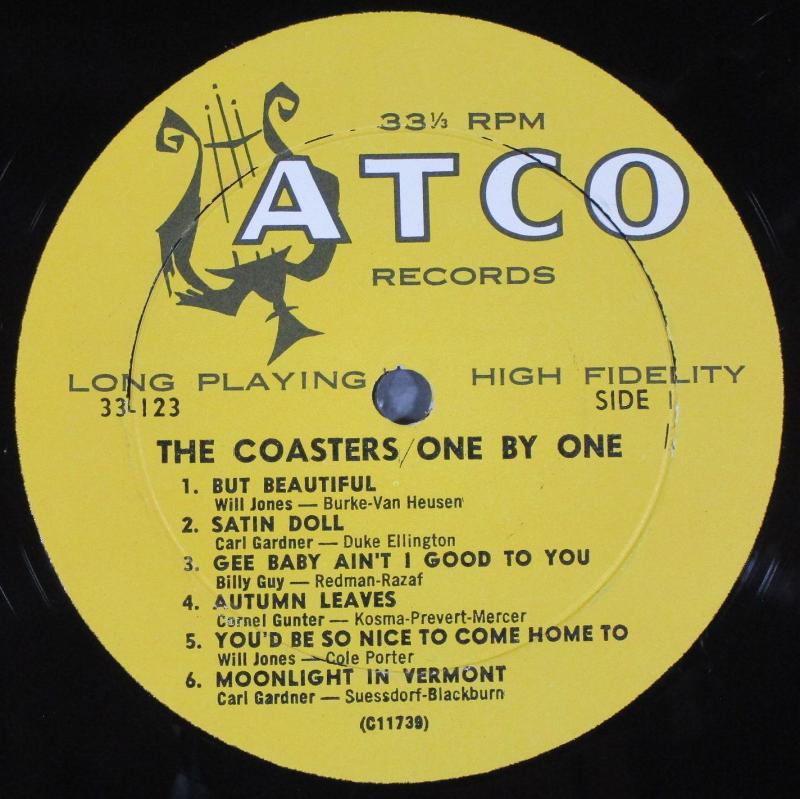 33⅓ RPM
ATCO
RECORDS
LONG PLAYING HIGH FIDELITY
33-123 SIDE 1
THE COASTERS/ONE BY ONE
1. BUT BEAUTIFUL
Will Jones — Burke-Van Heusen
2. SATIN DOLL
Carl Gardner — Duke Ellington
3. GEE BABY AIN'T I GOOD TO YOU
Billy Guy — Redman-Razaf
4. AUTUMN LEAVES
Cornel Gunter — Kosma-Prevert-Mercer
5. YOU'D BE SO NICE TO COME HOME TO
Will Jones — Cole Porter
6. MOONLIGHT IN VERMONT
Carl Gardner — Suessdorf-Blackburn
(C11739)